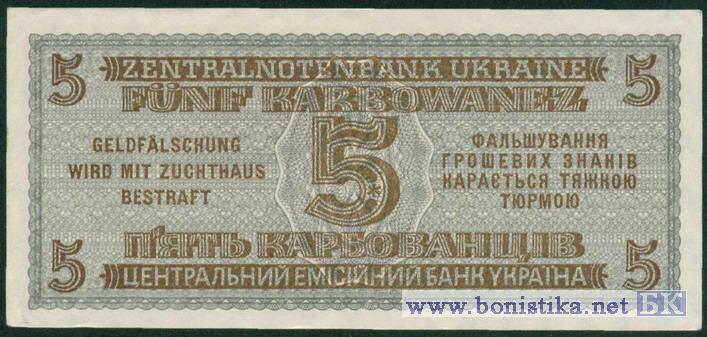 5 ZENTRALNOTENBANK UKRAINE 5
FÜNF KARBOWANEZ
GELDFÄLSCHUNG
WIRD MIT ZUCHTHAUS
BESTRAFT
5
ФАЛЬШУВАННЯ
ГРОШЕВИХ ЗНАКІВ
КАРАЄТЬСЯ ТЯЖКОЮ
ТЮРМОЮ
П'ЯТЬ КАРБОВАНЦІВ
5 ЦЕНТРАЛЬНИЙ ЕМІСІЙНИЙ БАНК УКРАЇНА 5
www.bonistika.net БК